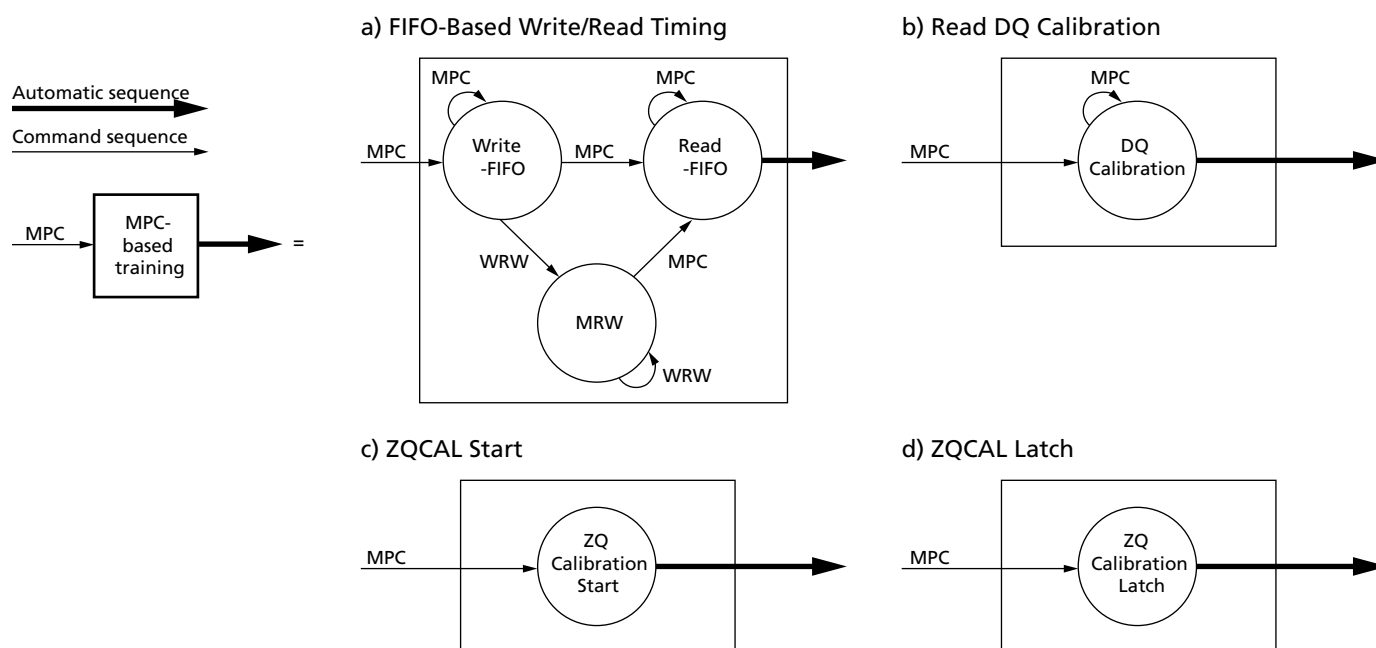 a) FIFO-Based Write/Read Timing
b) Read DQ Calibration
Automatic sequence
Command sequence
MPC
MPC-
based
training
=
MPC
MPC
MPC
Write
-FIFO
MPC
Read
-FIFO
WRW
MPC
MRW
WRW
MPC
MPC
DQ
Calibration
c) ZQCAL Start
d) ZQCAL Latch
MPC
ZQ
Calibration
Start
MPC
ZQ
Calibration
Latch